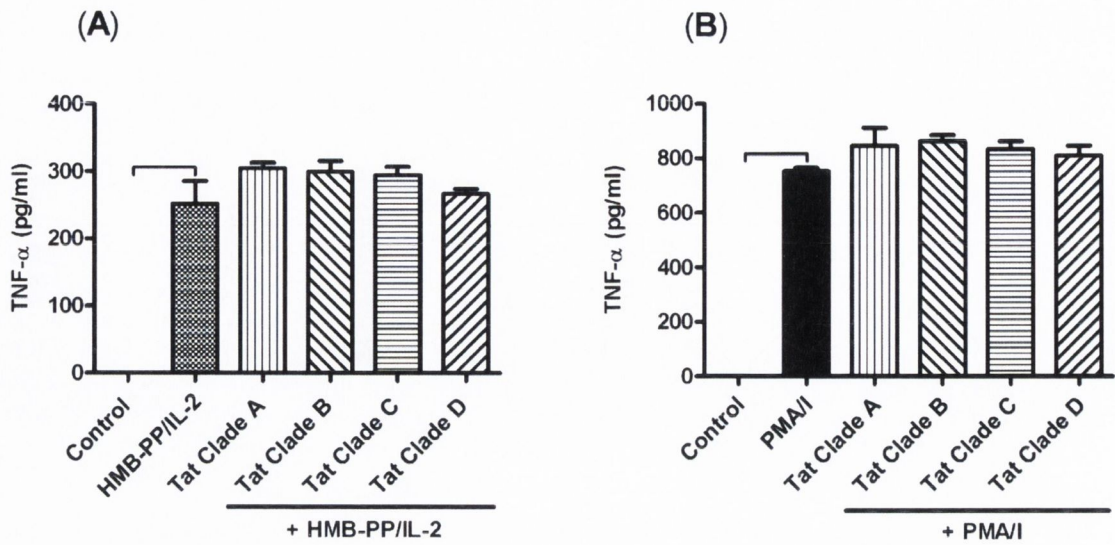 (A)
TNF-α (pg/ml)
400
300
200
100
0
Control
HMB-PP/IL-2
Tat Clade A
Tat Clade B
Tat Clade C
Tat Clade D
+ HMB-PP/IL-2
(B)
TNF-α (pg/ml)
1000
800
600
400
200
0
Control
PMA/I
Tat Clade A
Tat Clade B
Tat Clade C
Tat Clade D
+ PMA/I